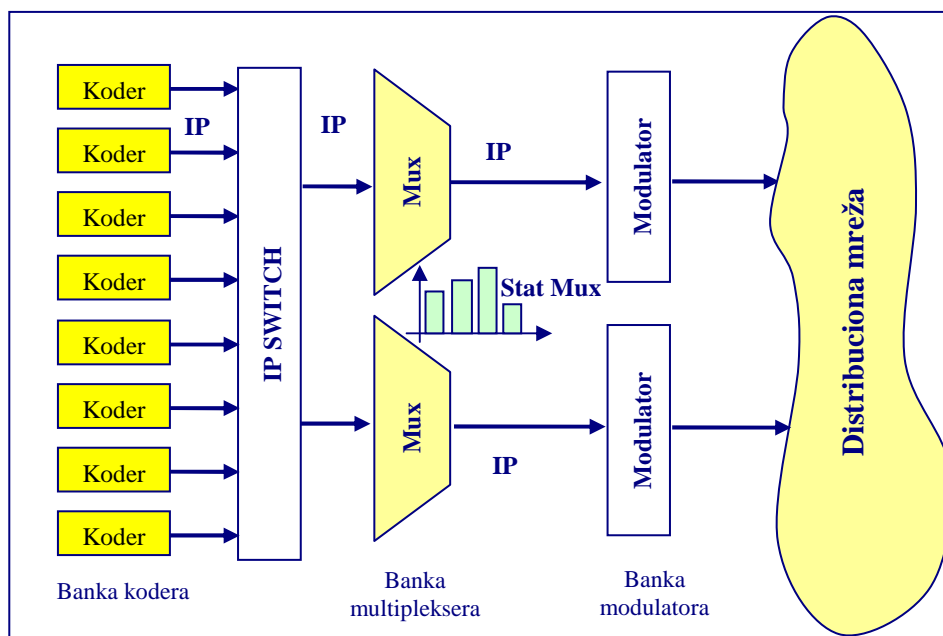 Koder
Koder
Koder
Koder
Koder
Koder
Koder
Koder
Banka kodera
IP
IP SWITCH
IP
Mux
Mux
IP
IP
Stat Mux
Banka
multipleksera
Modulator
Modulator
Banka
modulatora
Distribuciona mrěža